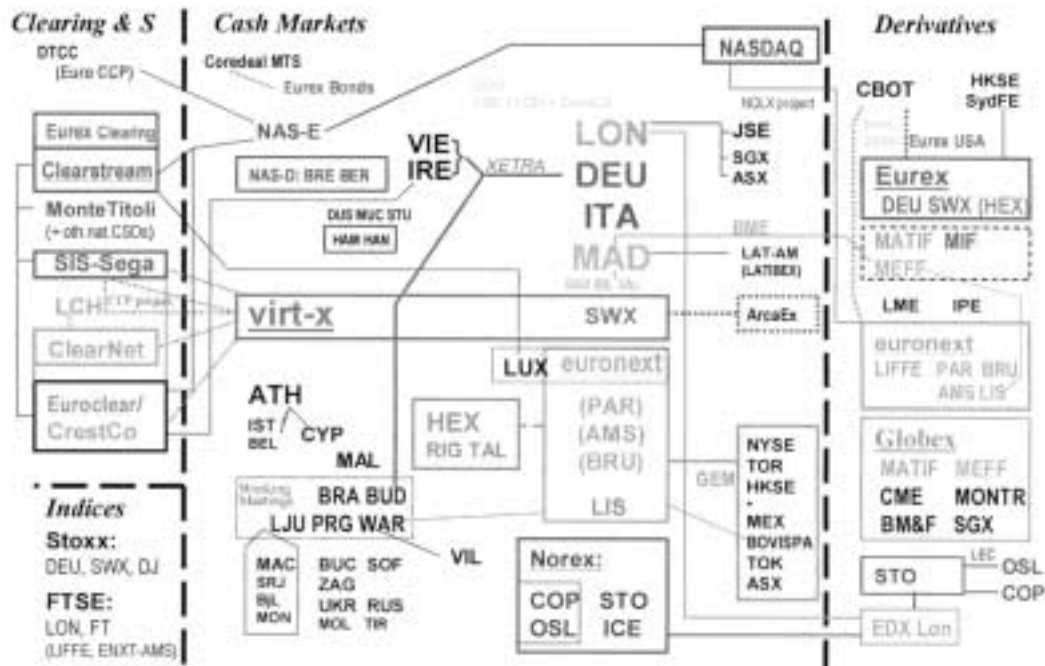 Clearing & S
Cash Markets
Derivatives
DTCC
(Euro CCP)
Eurex Clearing
Clearstream
MonteTitoli
(+ oth nat CSDs)
SIS-Sega
LCH
ClearNet
Euroclear/
CrestCo
Indices
Stoxx:
DEU, SWX, DJ
FTSE:
LON, FT
(LIFFE, ENXT-AMS)
Coredeal MTS
Eurex Bonds
NAS-E
NAS-D: BRE BER
VIE
IRE
XETRA
DUS MUC STU
HAM HAN
NASDAQ
NQLX project
LON
DEU
ITA
MAD
JSE
SGX
ASX
BME
LAT-AM
(LATIBEX)
virt-x
SWX
ArcaEx
LUX
euronext
(PAR)
(AMS)
(BRU)
LIS
ATH
IST
BEL
CYP
MAL
HEX
RIG TAL
GEM
NYSE
TOR
HKSE
-
MEX
BOVISPA
TOK
ASX
Working
Meetings
BRA BUD
LJU PRG WAR
VIL
MAC
SRJ
BjL
MON
BUC SOF
ZAG
UKR RUS
MOL TIR
Norex:
COP STO
OSL ICE
CBOT
HKSE
SydFE
Eurex USA
Eurex
DEU SWX (HEX)
MATIF MIF
MEFF
LME IPE
euronext
LIFFE PAR BRU
AMS LIS
Globex
MATIF MEFF
CME MONTR
BM&F SGX
STO
LEC
OSL
COP
EDX Lon